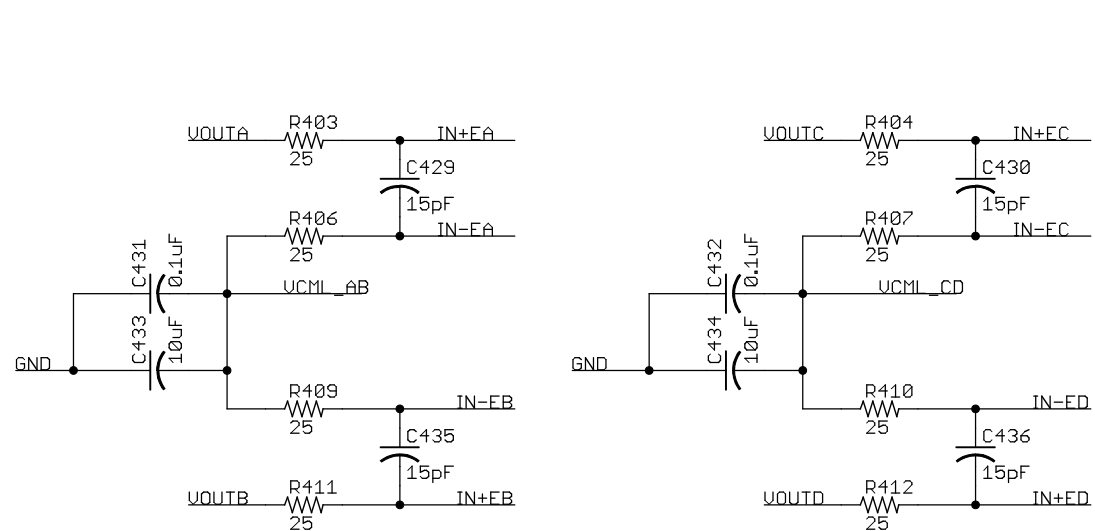 R403
VOUTA
IN+EA
25
C429
15pF
R406
IN-EA
25
C431
0.1uF
VCML_AB
C433
10uF
GND
R409
IN-EB
25
C435
15pF
R411
VOUTB
IN+EB
25
R404
VOUTC
IN+EC
25
C430
15pF
R407
IN-EC
25
C432
0.1uF
VCML_CD
C434
10uF
GND
R410
IN-ED
25
C436
15pF
R412
VOUTD
IN+ED
25